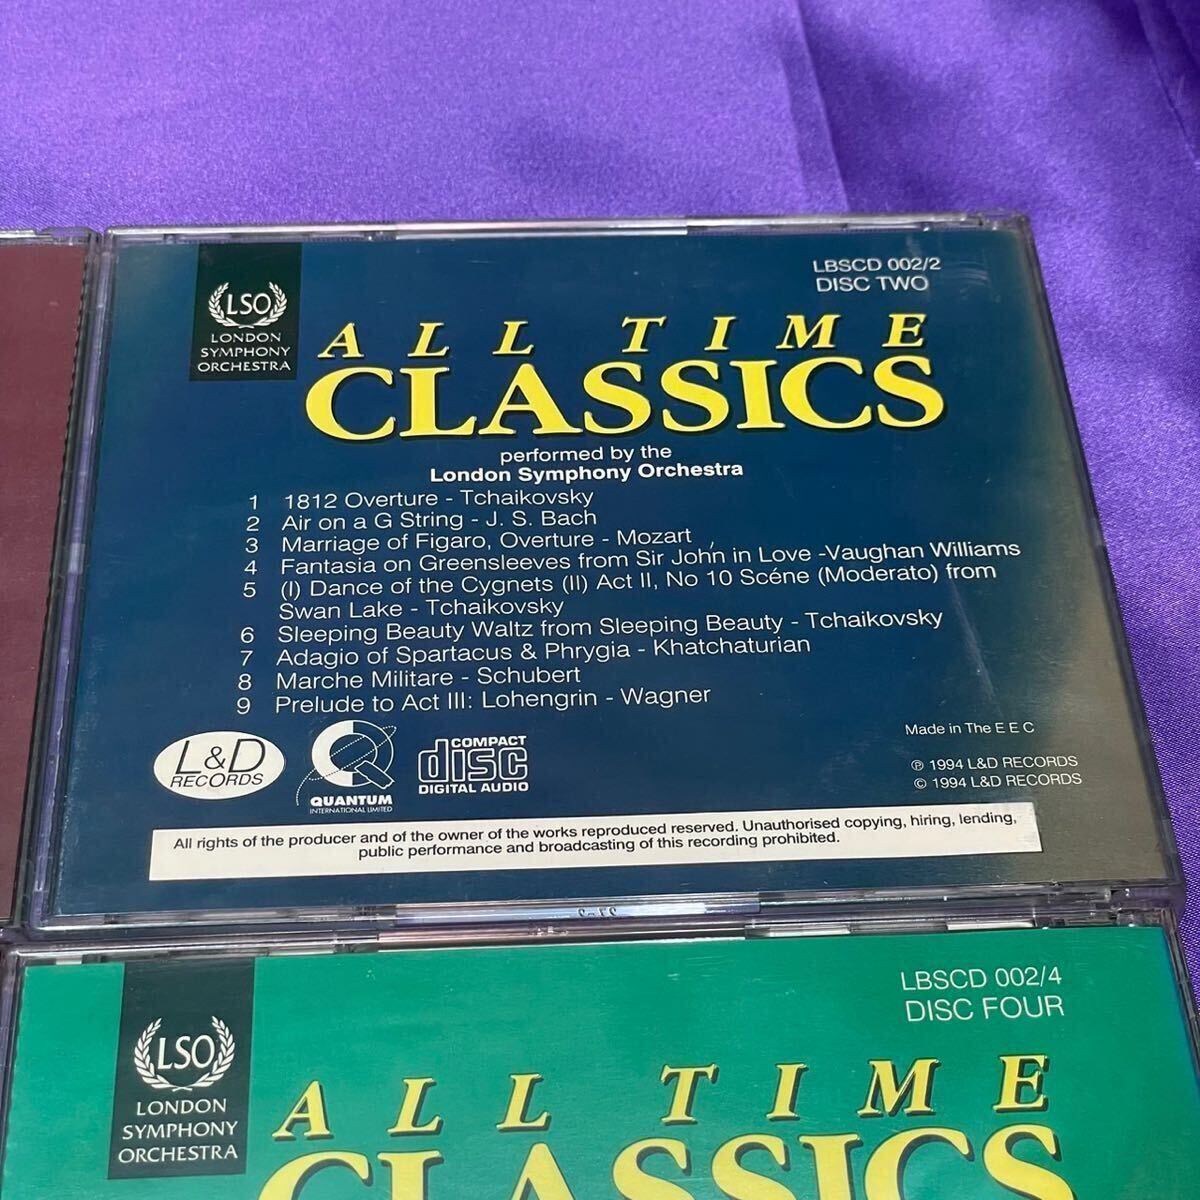 LSO
LONDON
SYMPHONY
ORCHESTRA
LBSCD 002/2
DISC TWO
ALL TIME
CLASSICS
performed by the
London Symphony Orchestra
1 1812 Overture - Tchaikovsky
2 Air on a G String - J. S. Bach
3 Marriage of Figaro, Overture - Mozart
4 Fantasia on Greensleeves from Sir John in Love -Vaughan Williams
5 (I) Dance of the Cygnets (II) Act II, No 10 Scéne (Moderato) from
Swan Lake - Tchaikovsky
6 Sleeping Beauty Waltz from Sleeping Beauty - Tchaikovsky
7 Adagio of Spartacus & Phrygia - Khatchaturian
8 Marche Militare - Schubert
9 Prelude to Act III: Lohengrin - Wagner
L&D
RECORDS
QUANTUM
INTERNATIONAL LIMITED
COMPACT
disc
DIGITAL AUDIO
Made in The E E C
℗ 1994 L&D RECORDS
© 1994 L&D RECORDS
All rights of the producer and of the owner of the works reproduced reserved. Unauthorised copying, hiring, lending,
public performance and broadcasting of this recording prohibited.
LSO
LONDON
SYMPHONY
ORCHESTRA
LBSCD 002/4
DISC FOUR
ALL TIME
CLASSICS